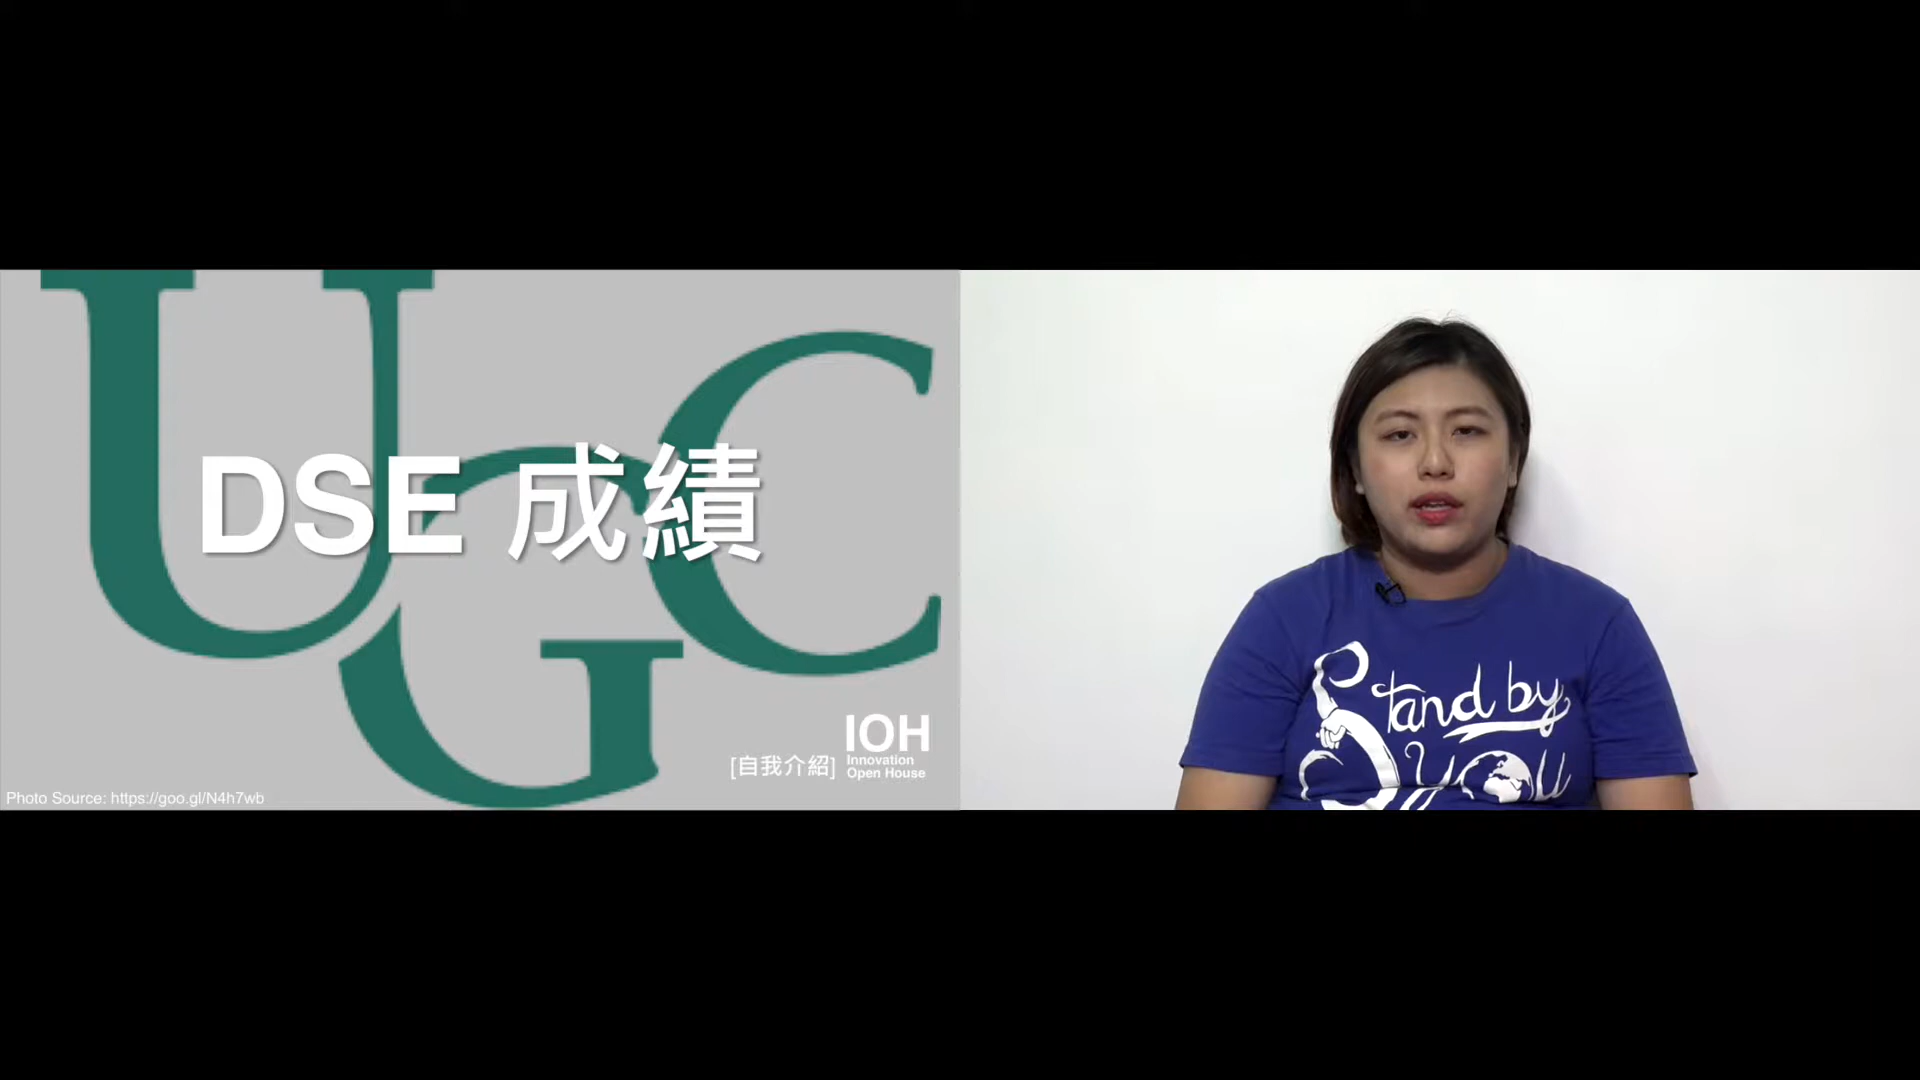 UGC
DSE 成績
[自我介紹]
IOH
Innovation
Open House
Photo Source: https://goo.gl/N4h7wb
Stand by
you